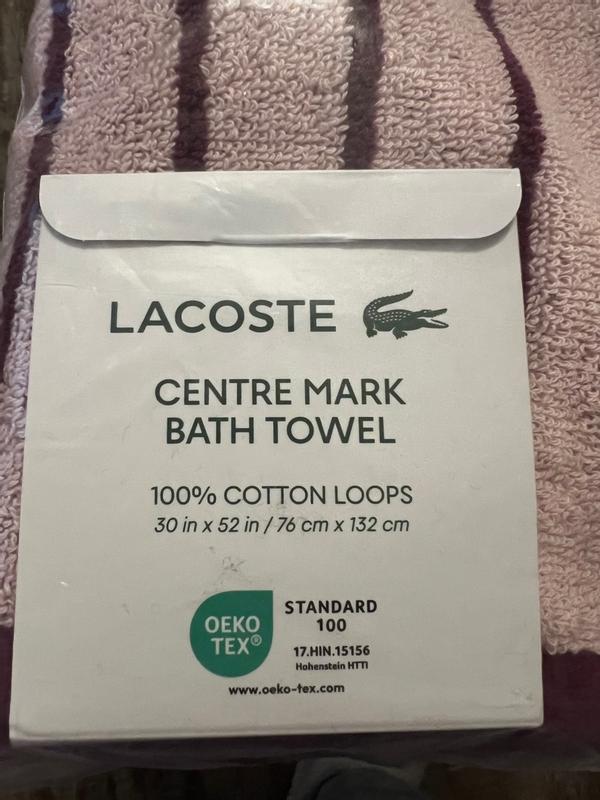 LACOSTE
CENTRE MARK
BATH TOWEL
100% COTTON LOOPS
30 in x 52 in / 76 cm x 132 cm
OEKO
TEX®
STANDARD
100
17.HIN.15156
Hohenstein HTTI
www.oeko-tex.com